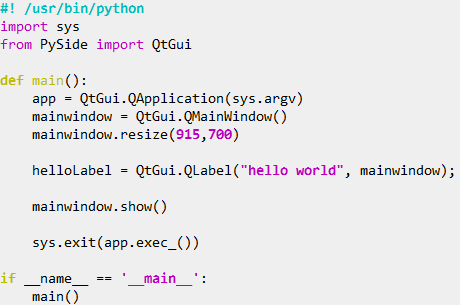 #! /usr/bin/python
import sys
from PySide import QtGui

def main():
    app = QtGui.QApplication(sys.argv)
    mainwindow = QtGui.QMainWindow()
    mainwindow.resize(915,700)

    helloLabel = QtGui.QLabel("hello world", mainwindow);

    mainwindow.show()

    sys.exit(app.exec_())

if __name__ == '__main__':
    main()